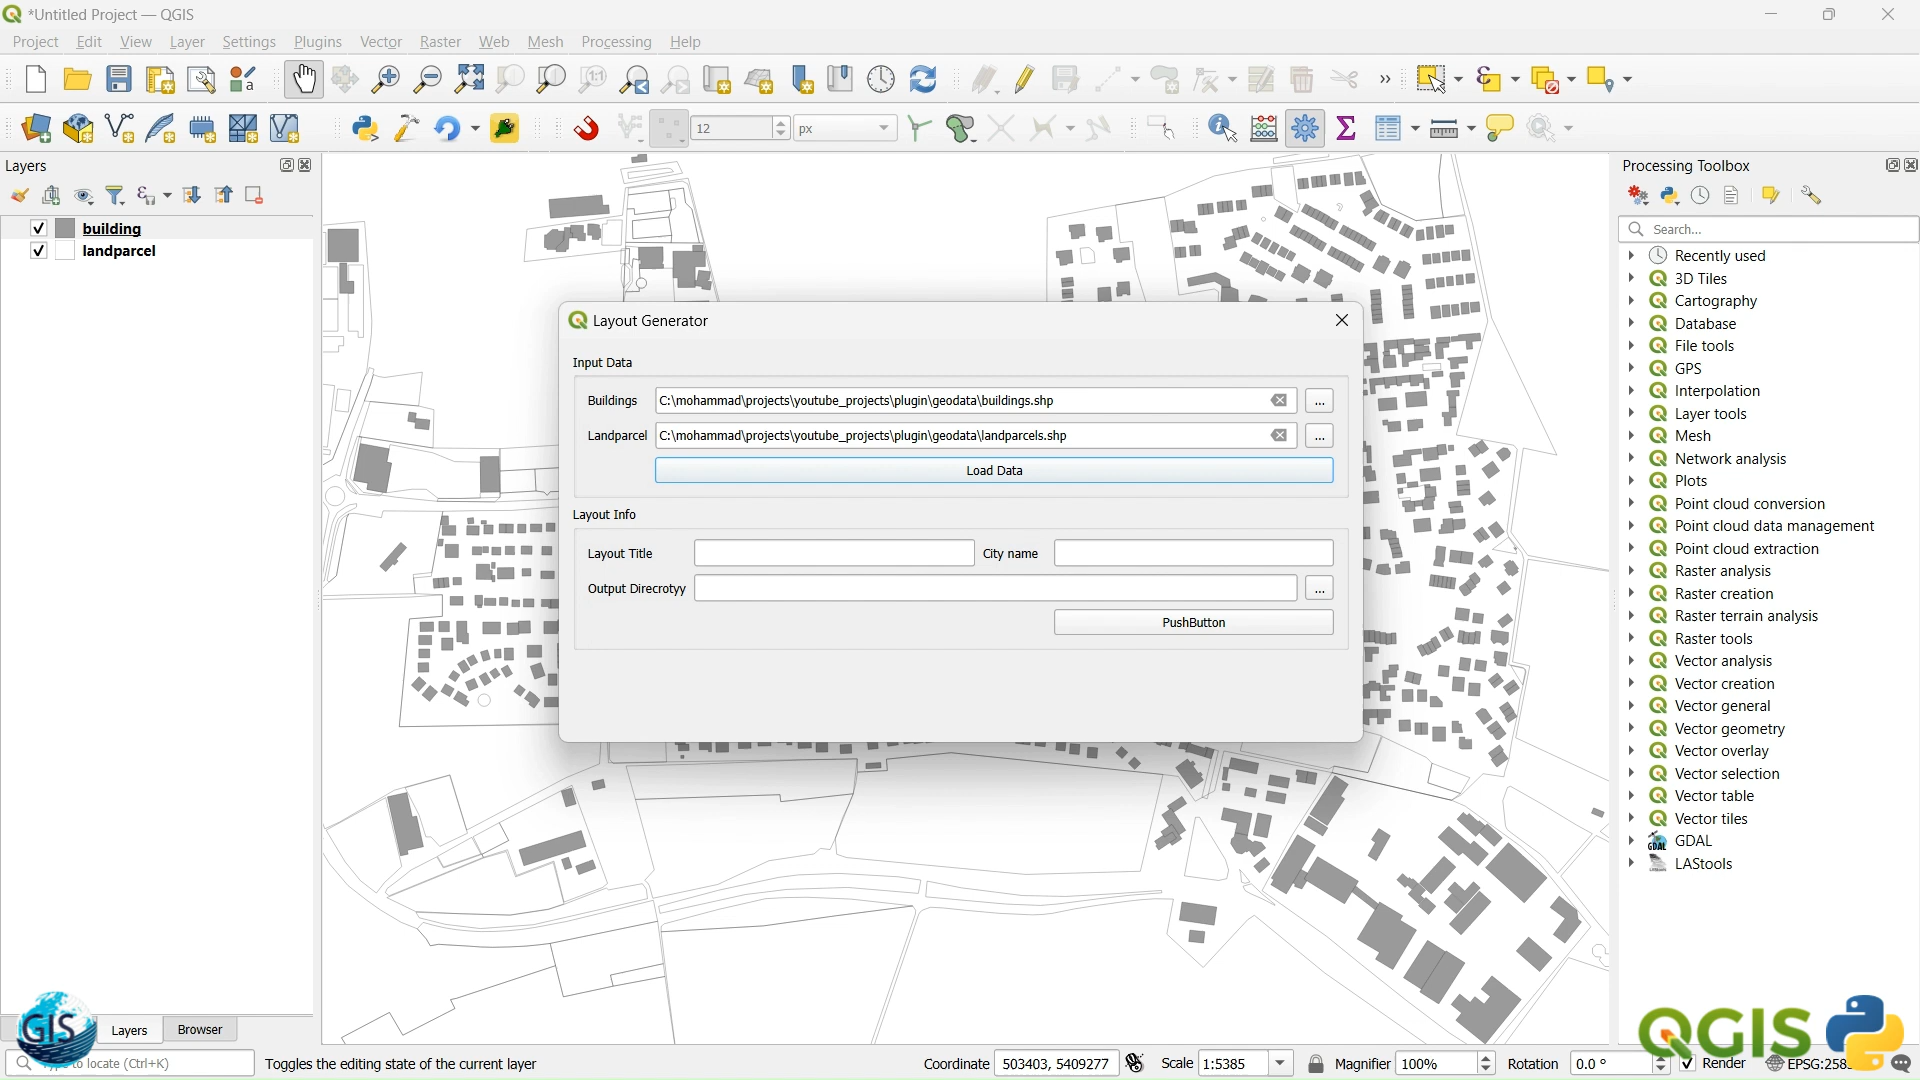 *Untitled Project — QGIS
Project Edit View Layer Settings Plugins Vector Raster Web Mesh Processing Help
12 px
Layers
building
landparcel
Layout Generator
Input Data
Buildings C:\mohammad\projects\youtube_projects\plugin\geodata\buildings.shp ...
Landparcel C:\mohammad\projects\youtube_projects\plugin\geodata\landparcels.shp ...
Load Data
Layout Info
Layout Title City name
Output Direcrotyy ...
PushButton
Processing Toolbox
Search...
Recently used
3D Tiles
Cartography
Database
File tools
GPS
Interpolation
Layer tools
Mesh
Network analysis
Plots
Point cloud conversion
Point cloud data management
Point cloud extraction
Raster analysis
Raster creation
Raster terrain analysis
Raster tools
Vector analysis
Vector creation
Vector general
Vector geometry
Vector overlay
Vector selection
Vector table
Vector tiles
GDAL
LAStools
GIS
Layers Browser
QGIS
to locate (Ctrl+K) Toggles the editing state of the current layer Coordinate 503403, 5409277 Scale 1:5385 Magnifier 100% Rotation 0.0 ° Render